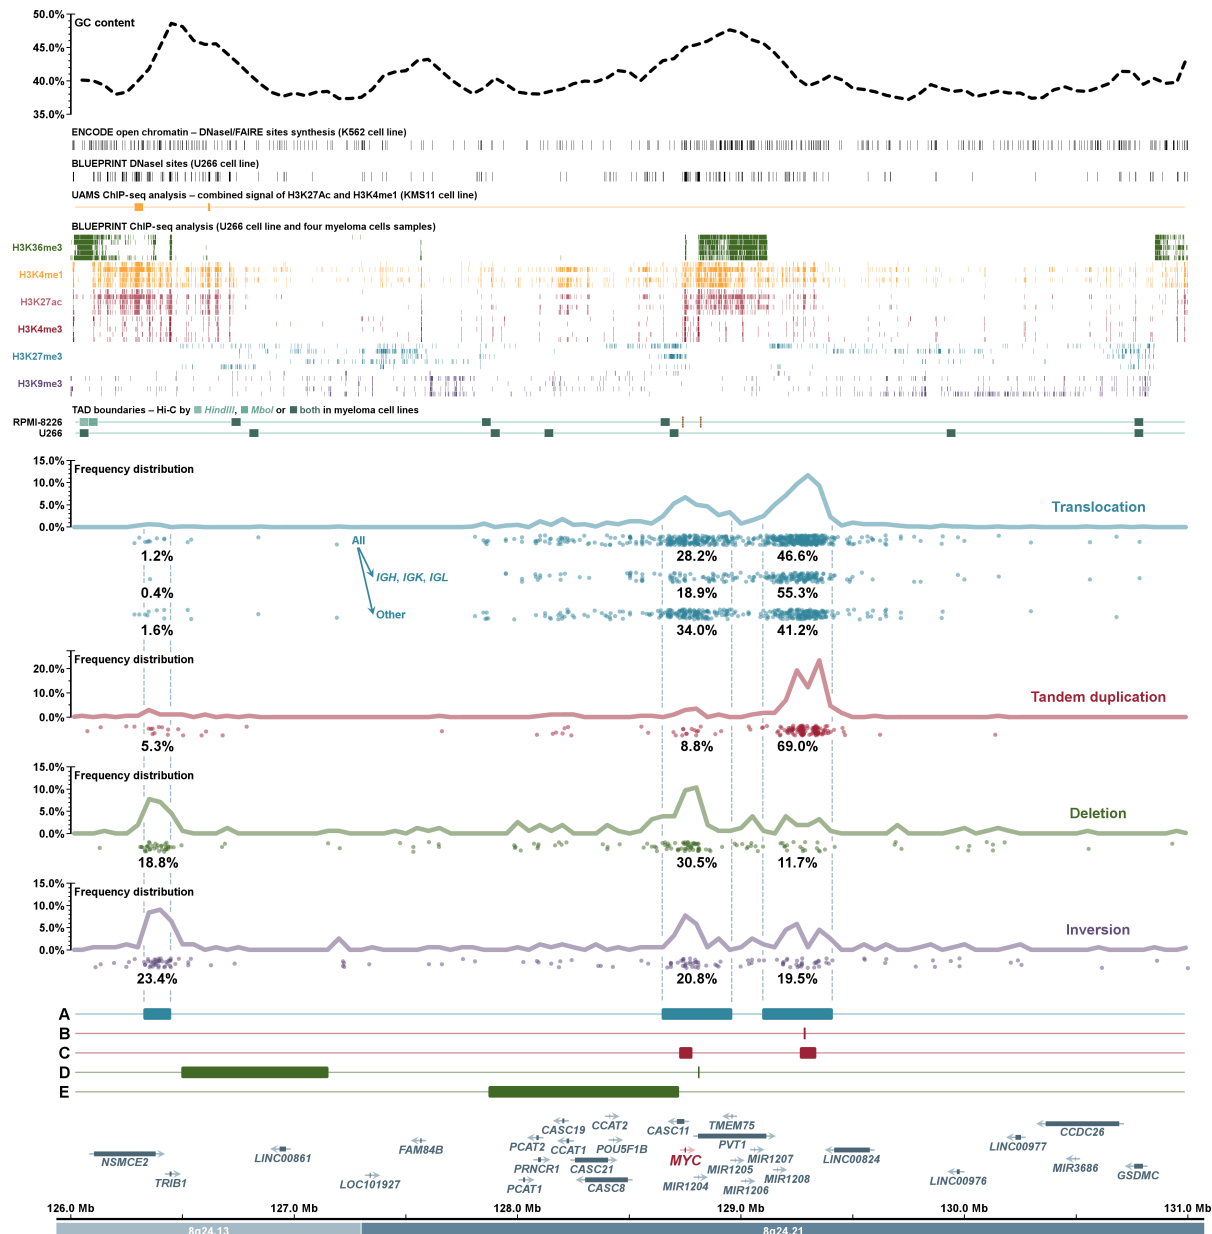 50.0%
GC content
45.0%
40.0%
35.0%
ENCODE open chromatin – DNaseI/FAIRE sites synthesis (K562 cell line)
BLUEPRINT DNaseI sites (U266 cell line)
UAMS ChIP-seq analysis – combined signal of H3K27Ac and H3K4me1 (KMS11 cell line)
BLUEPRINT ChIP-seq analysis (U266 cell line and four myeloma cells samples)
H3K36me3
H3K4me1
H3K27ac
H3K4me3
H3K27me3
H3K9me3
TAD boundaries – Hi-C by HindIII, MboI or both in myeloma cell lines
RPMI-8226
U266
15.0%
Frequency distribution
10.0%
5.0%
0.0%
Translocation
All
1.2% 28.2% 46.6%
IGH, IGK, IGL
0.4% 18.9% 55.3%
Other
1.6% 34.0% 41.2%
Frequency distribution
20.0%
10.0%
0.0%
Tandem duplication
5.3% 8.8% 69.0%
15.0%
Frequency distribution
10.0%
5.0%
0.0%
Deletion
18.8% 30.5% 11.7%
15.0%
Frequency distribution
10.0%
5.0%
0.0%
Inversion
23.4% 20.8% 19.5%
A
B
C
D
E
CASC19 CCAT2 CASC11 TMEM75 CCDC26
PCAT2 CCAT1 POU5F1B PVT1 LINC00977
NSMCE2 LINC00861 FAM84B PRNCR1 CASC21 MYC MIR1205 MIR1207 LINC00824 MIR3686
TRIB1 LOC101927 PCAT1 CASC8 MIR1204 MIR1206 MIR1208 LINC00976 GSDMC
126.0 Mb 127.0 Mb 128.0 Mb 129.0 Mb 130.0 Mb 131.0 Mb
8q24.13 8q24.21